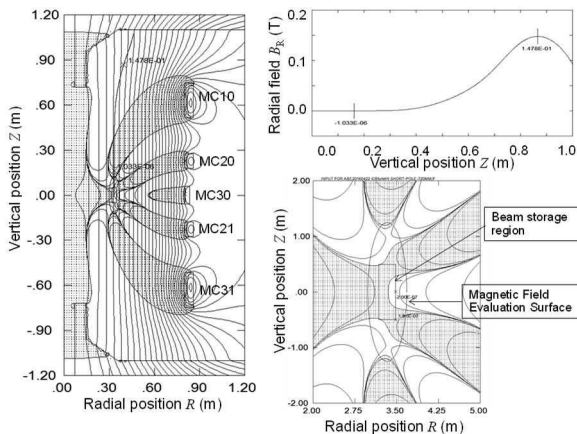 1.20
.90
.60
.30
.00
-.30
-.60
-.90
-1.20
Vertical position Z (m)
1.478E-01
-1.033E-06
MC10
MC20
MC30
MC21
MC31
.00 .30 .60 .90 1.20
Radial position R (m)
0.2
0.1
0.0
Radial field BR (T)
1.478E-01
-1.033E-06
0.0 0.2 0.4 0.6 0.8 1.0
Vertical position Z (m)
2.00
1.00
0.00
-1.00
-2.00
Vertical position Z (m)
Beam storage region
Magnetic Field Evaluation Surface
2.00 2.75 3.50 4.25 5.00
Radial position R (m)